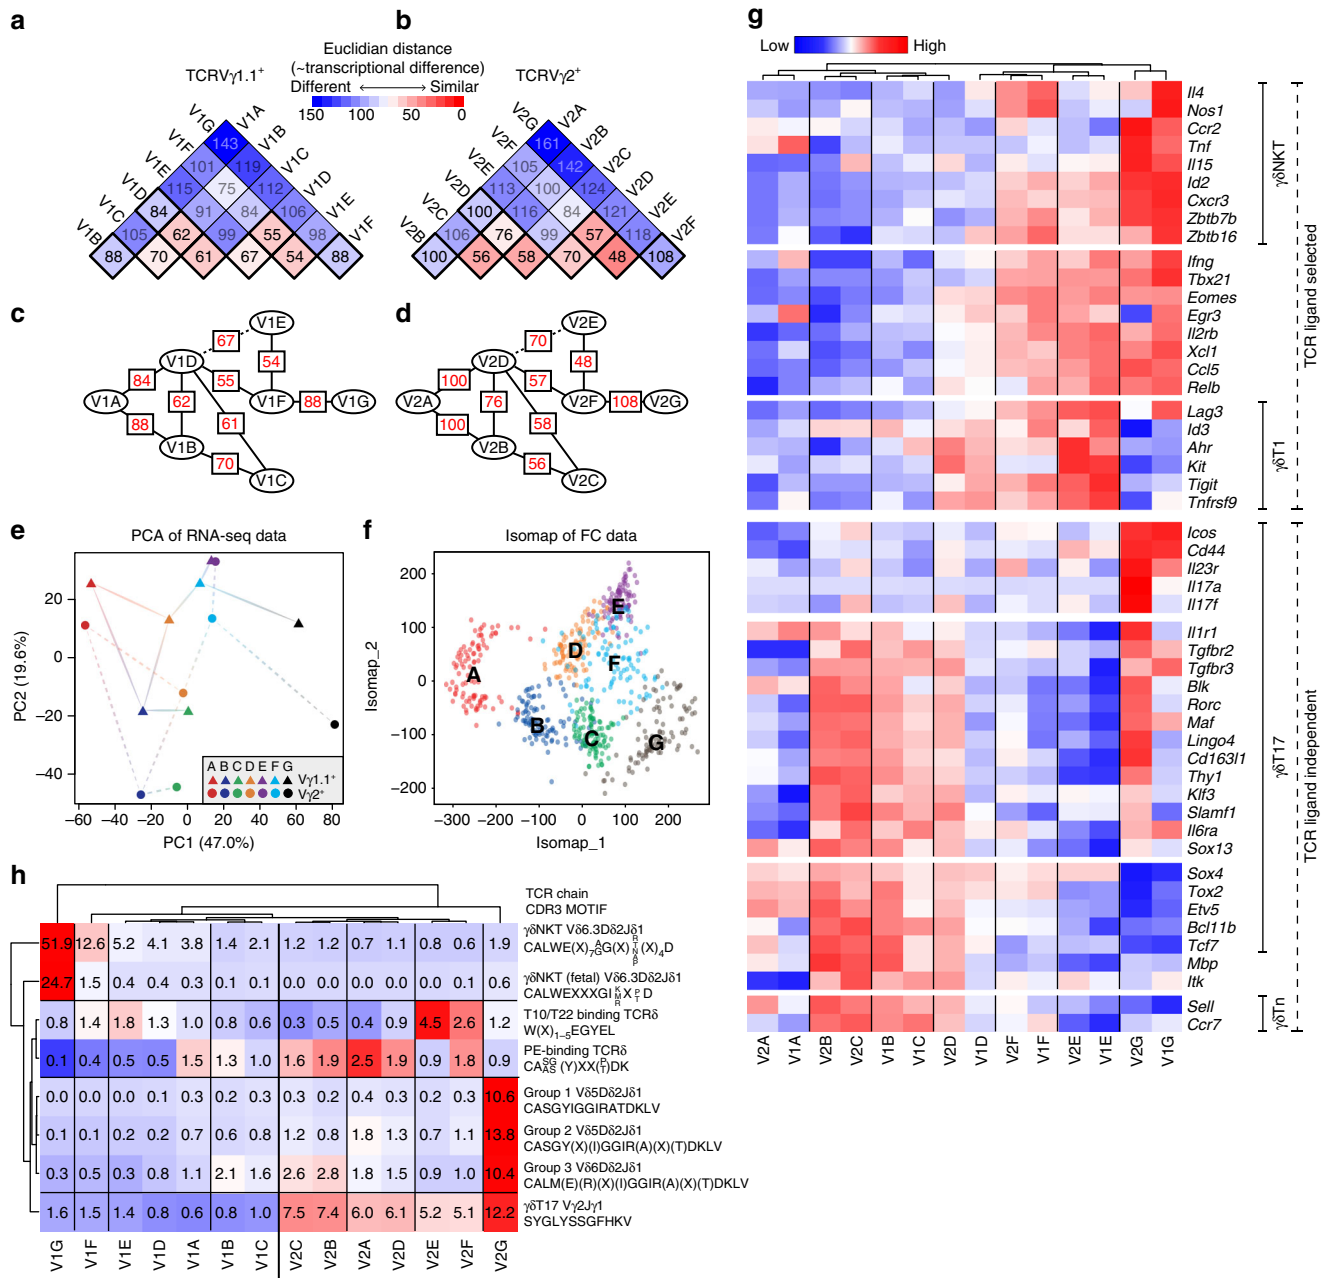 a
b
Euclidian distance
(~transcriptional difference)
Different Similar
150 100 50 0
TCRVγ1.1+
V1G V1A
V1F V1B
V1E V1C
V1D V1D
V1C V1E
V1B V1F
143
101 119
115 75 112
84 91 84 106
105 62 99 55 98
88 70 61 67 54 88
TCRVγ2+
V2G V2A
V2F V2B
V2E V2C
V2D V2D
V2C V2E
V2B V2F
161
105 142
113 100 124
100 116 84 121
106 76 99 57 118
100 56 58 70 48 108
c
V1E
67
V1D
54
84 55
62
V1A V1F 88 V1G
61
88
V1B
70
V1C
d
V2E
70
V2D
48
100 57
76
V2A V2F 108 V2G
58
100
V2B
56
V2C
e
PCA of RNA-seq data
PC2 (19.6%)
20
0
−20
−40
A B C D E F G
Vγ1.1+
Vγ2+
−60 −40 −20 0 20 40 60 80
PC1 (47.0%)
f
Isomap of FC data
Isomap_2
200
100
0
−100
−200
A
B
C
D
E
F
G
−300 −200 −100 0 100 200
Isomap_1
g
Low High
Il4
Nos1
Ccr2
Tnf
Il15
Id2
Cxcr3
Zbtb7b
Zbtb16
Ifng
Tbx21
Eomes
Egr3
Il2rb
Xcl1
Ccl5
Relb
Lag3
Id3
Ahr
Kit
Tigit
Tnfrsf9
Icos
Cd44
Il23r
Il17a
Il17f
Il1r1
Tgfbr2
Tgfbr3
Blk
Rorc
Maf
Lingo4
Cd163l1
Thy1
Klf3
Slamf1
Il6ra
Sox13
Sox4
Tox2
Etv5
Bcl11b
Tcf7
Mbp
Itk
Sell
Ccr7
γδNKT
γδT1
γδT17
γδTn
TCR ligand selected
TCR ligand independent
V2A V1A V2B V2C V1B V1C V2D V1D V2F V1F V2E V1E V2G V1G
h
TCR chain
CDR3 MOTIF
51.9 12.6 5.2 4.1 3.8 1.4 2.1 1.2 1.2 0.7 1.1 0.8 0.6 1.9
γδNKT Vδ6.3Dδ2Jδ1
24.7 1.5 0.4 0.4 0.3 0.1 0.1 0.0 0.0 0.0 0.0 0.0 0.1 0.6
γδNKT (fetal) Vδ6.3Dδ2Jδ1
0.8 1.4 1.8 1.3 1.0 0.8 0.6 0.3 0.5 0.4 0.9 4.5 2.6 1.2
T10/T22 binding TCRδ
W(X)1–5EGYEL
0.1 0.4 0.5 0.5 1.5 1.3 1.0 1.6 1.9 2.5 1.9 0.9 1.8 0.9
PE-binding TCRδ
0.0 0.0 0.1 0.3 0.2 0.3 0.3 0.2 0.4 0.3 0.2 0.3 10.6
Group 1 Vδ5Dδ2Jδ1
CASGYIGGIRATDKLV
0.1 0.1 0.2 0.2 0.7 0.6 0.8 1.2 0.8 1.8 1.3 0.7 1.1 13.8
Group 2 Vδ5Dδ2Jδ1
CASGY(X)(I)GGIR(A)(X)(T)DKLV
0.3 0.5 0.3 0.8 1.1 2.1 1.6 2.6 2.8 1.8 1.5 0.9 1.0 10.4
Group 3 Vδ6Dδ2Jδ1
CALM(E)(R)(X)(I)GGIR(A)(X)(T)DKLV
1.6 1.5 1.4 0.8 0.6 0.8 1.0 7.5 7.4 6.0 6.1 5.2 5.1 12.2
γδT17 Vγ2Jγ1
SYGLYSSGFHKV
V1G V1F V1E V1D V1A V1B V1C V2C V2B V2A V2D V2E V2F V2G